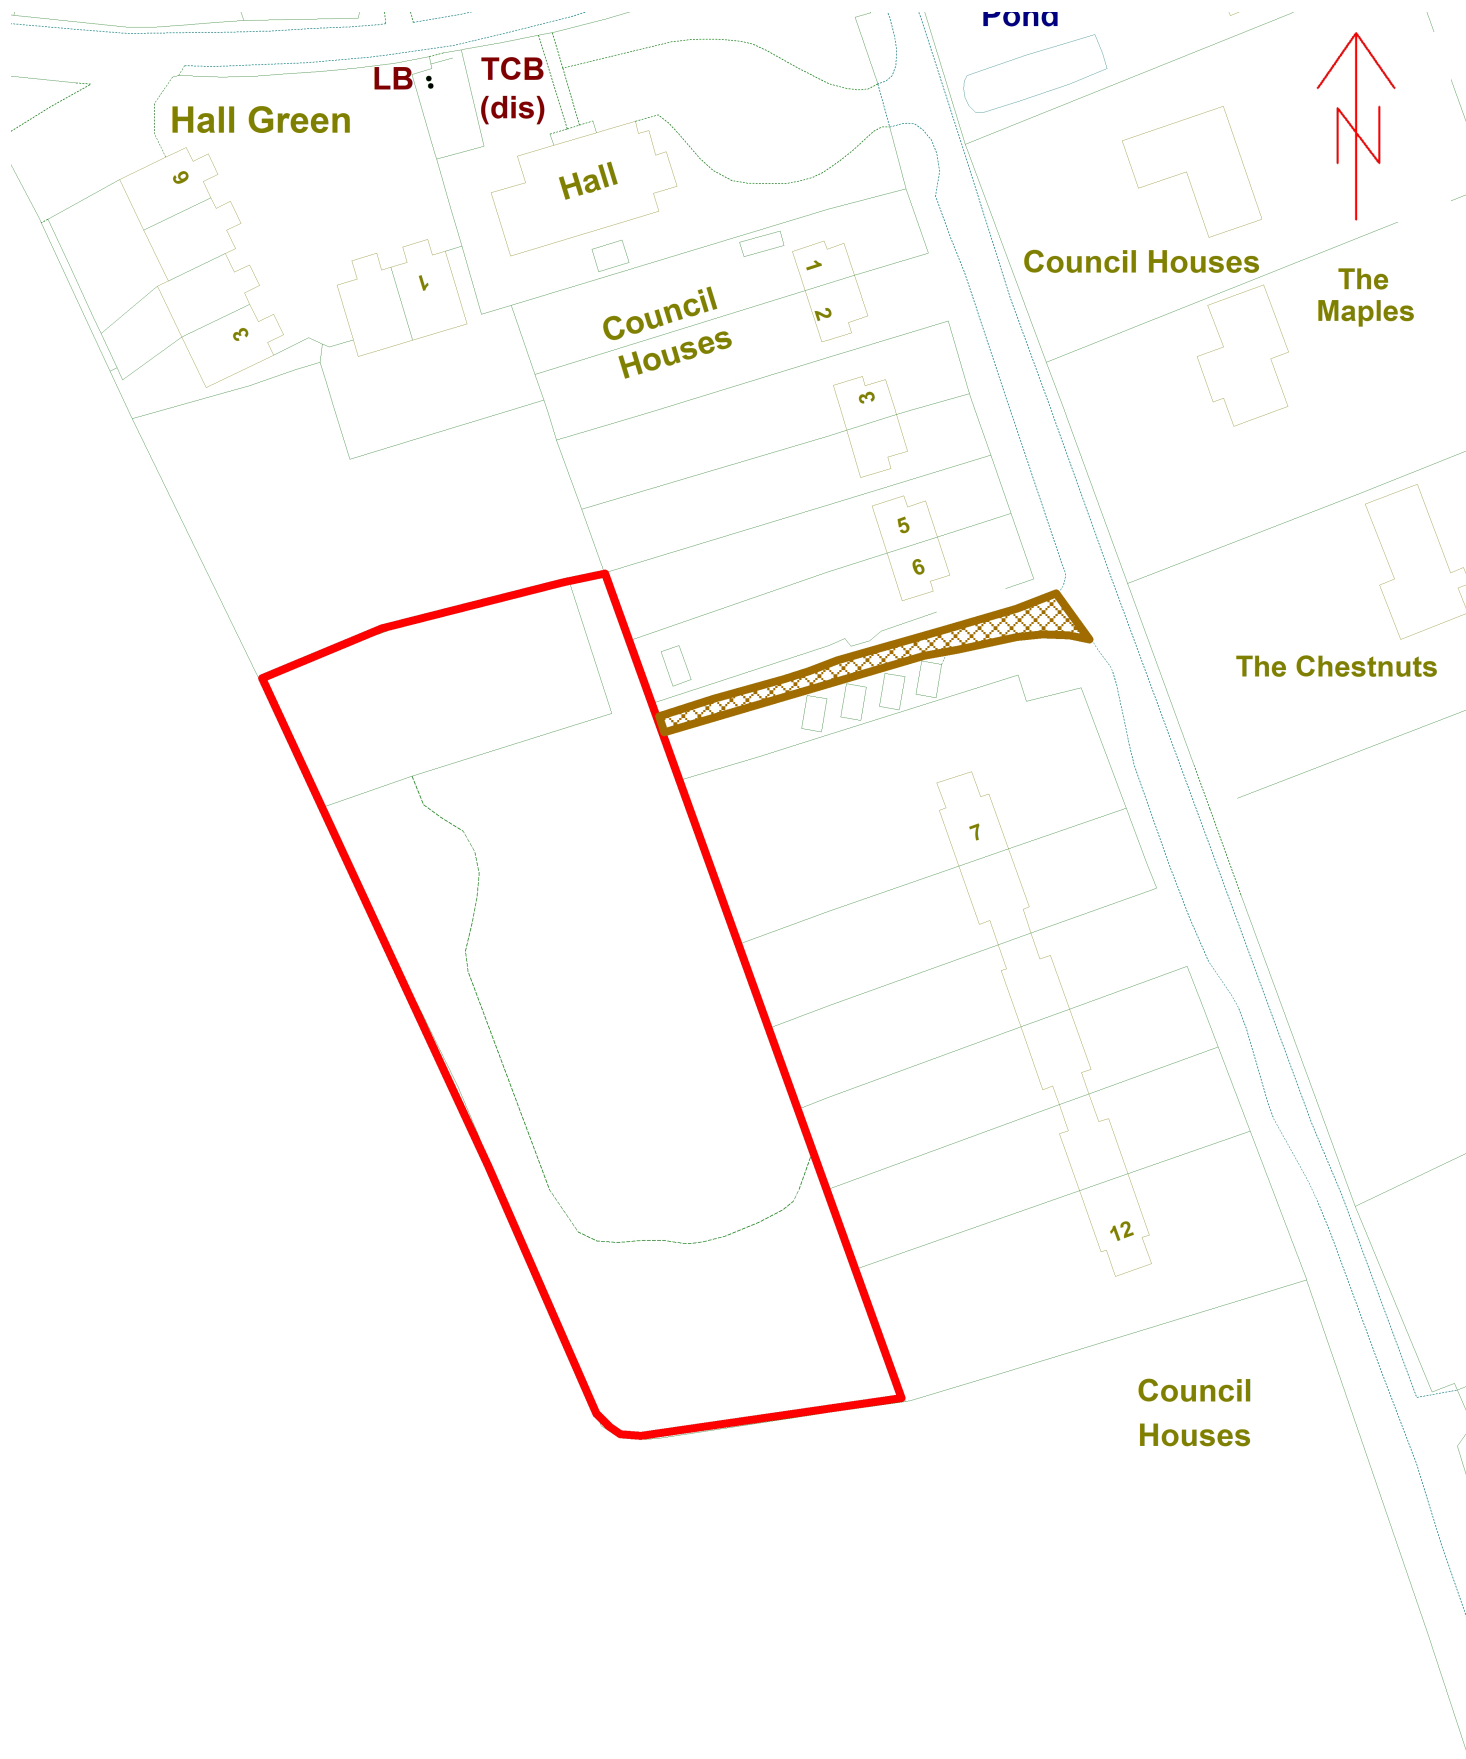 Pond
LB
TCB
(dis)
Hall Green
Hall
N
9
1
3
Council Houses
The
Maples
1
2
Council
Houses
3
5
6
The Chestnuts
7
12
Council
Houses